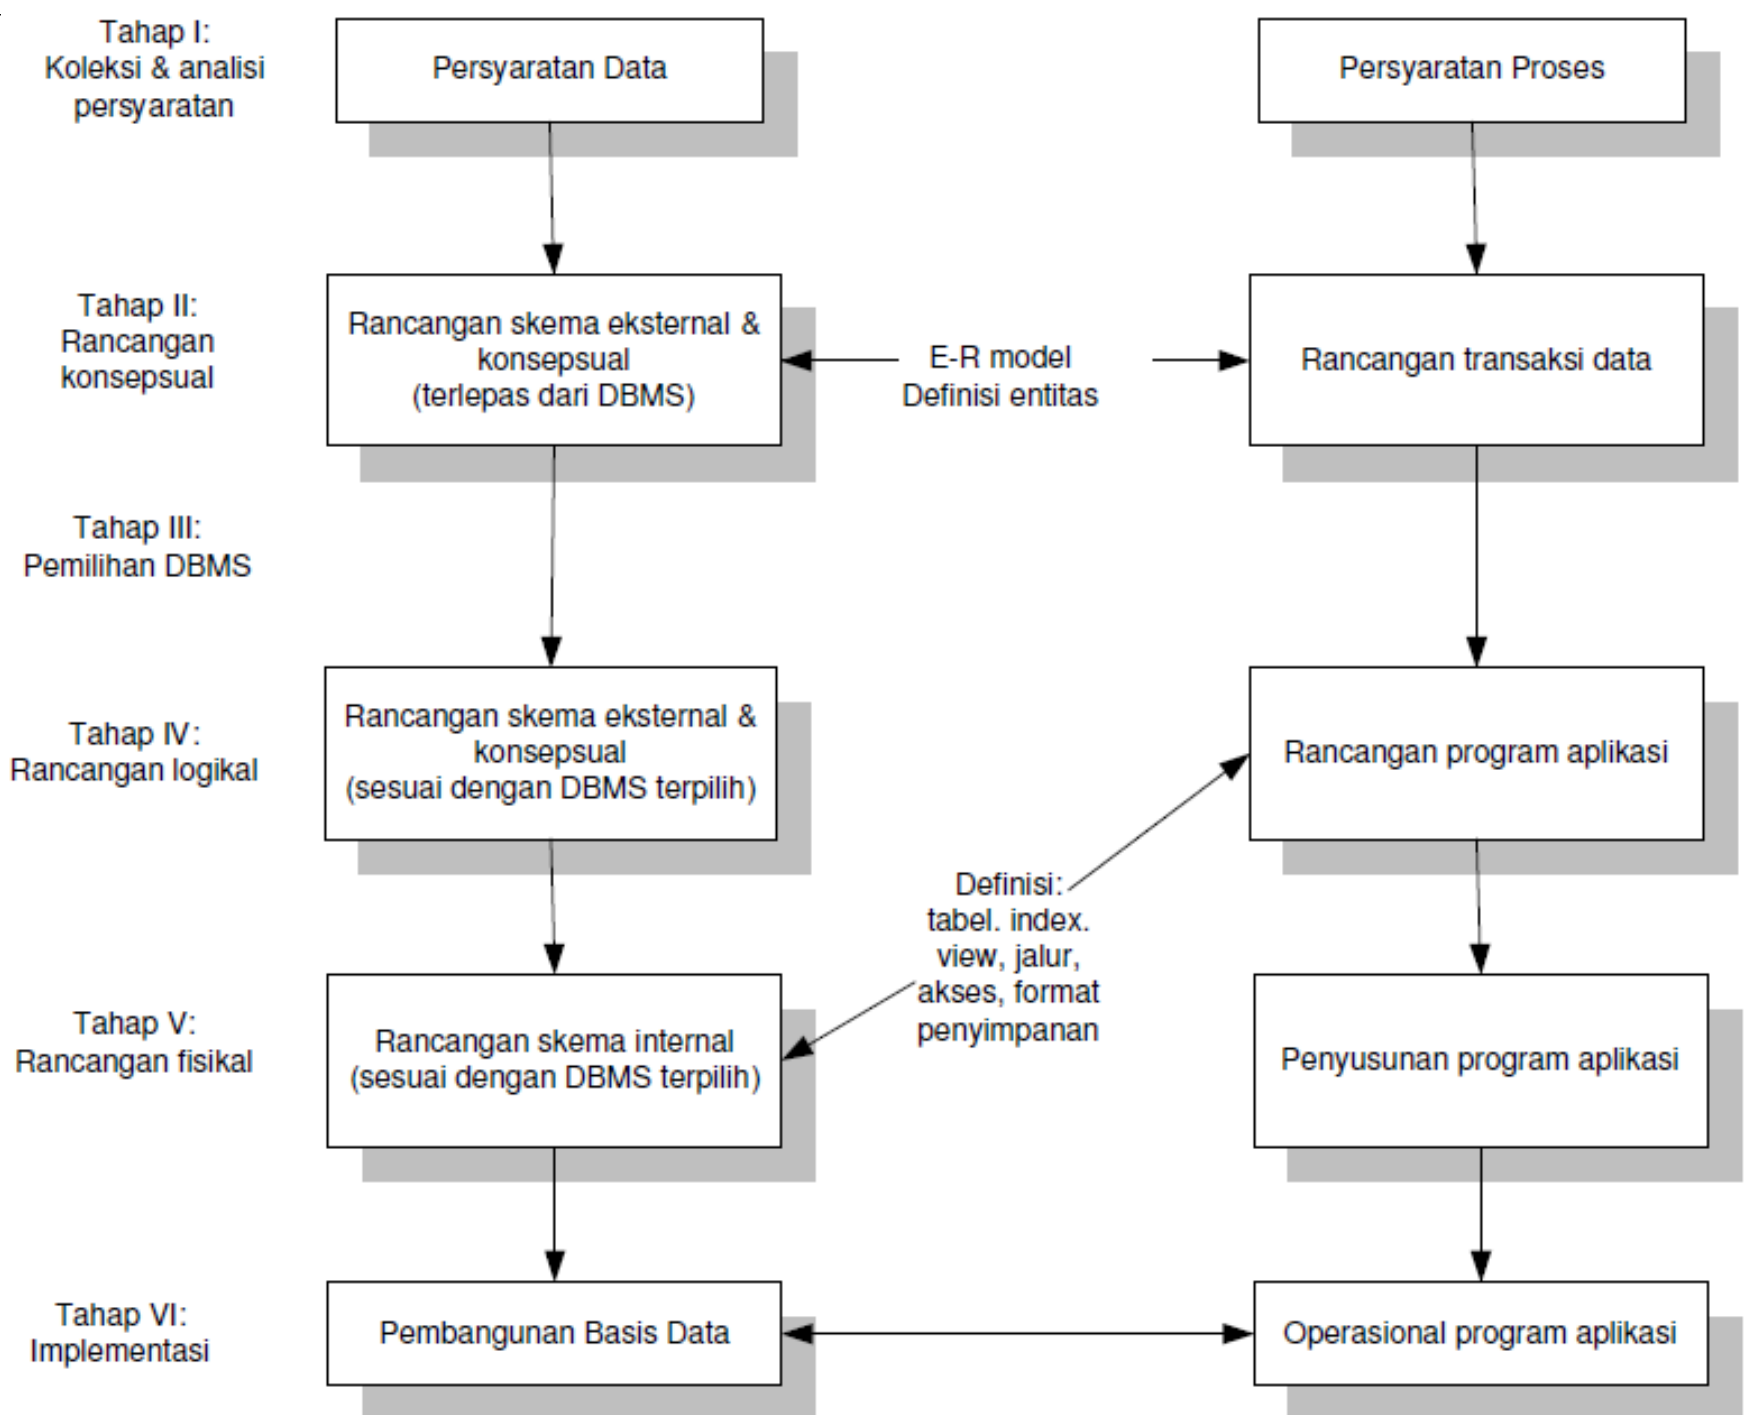 Tahap I:
Koleksi & analisi
persyaratan
Persyaratan Data
Persyaratan Proses
Tahap II:
Rancangan
konsepsual
Rancangan skema eksternal &
konsepsual
(terlepas dari DBMS)
E-R model
Definisi entitas
Rancangan transaksi data
Tahap III:
Pemilihan DBMS
Tahap IV:
Rancangan logikal
Rancangan skema eksternal &
konsepsual
(sesuai dengan DBMS terpilih)
Rancangan program aplikasi
Definisi:
tabel. index.
view, jalur,
akses, format
penyimpanan
Tahap V:
Rancangan fisikal
Rancangan skema internal
(sesuai dengan DBMS terpilih)
Penyusunan program aplikasi
Tahap VI:
Implementasi
Pembangunan Basis Data
Operasional program aplikasi